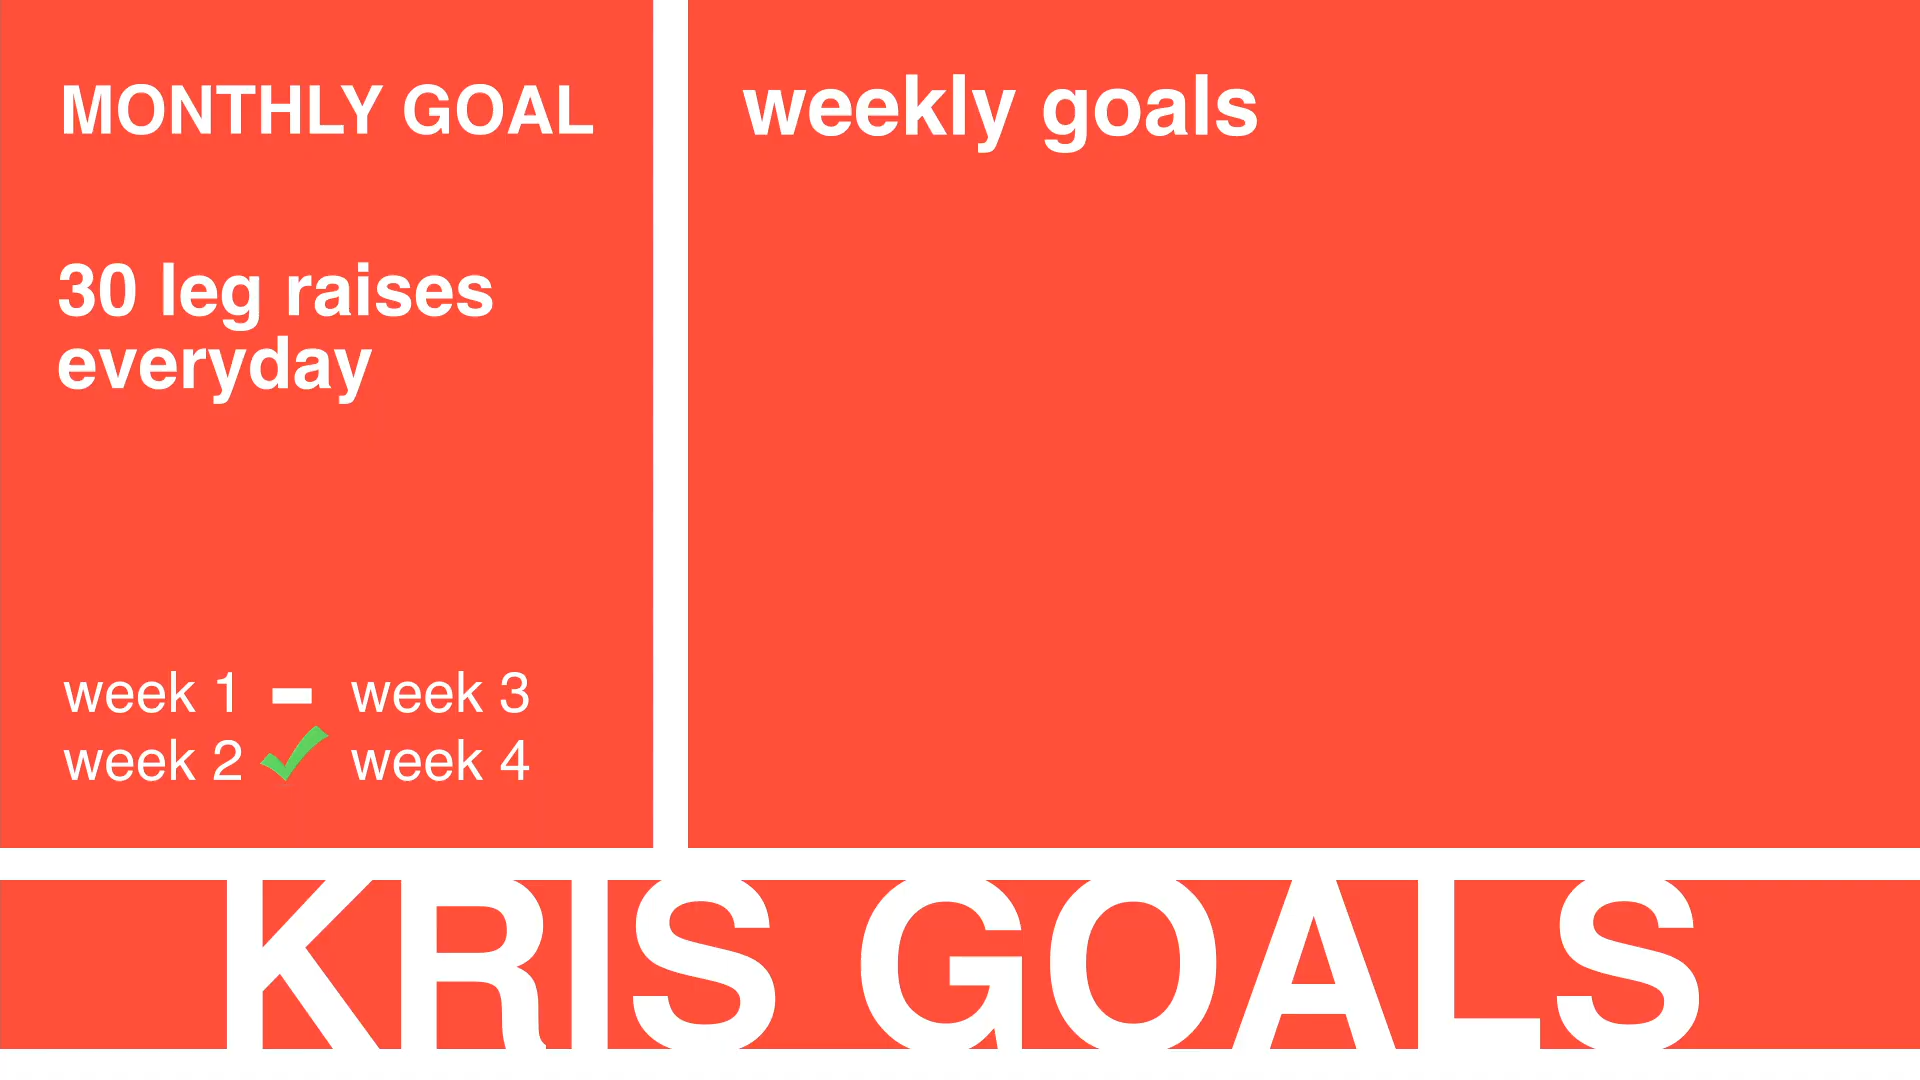 MONTHLY GOAL
30 leg raises
everyday
week 1 - week 3
week 2 ✓ week 4
weekly goals
KRIS GOALS